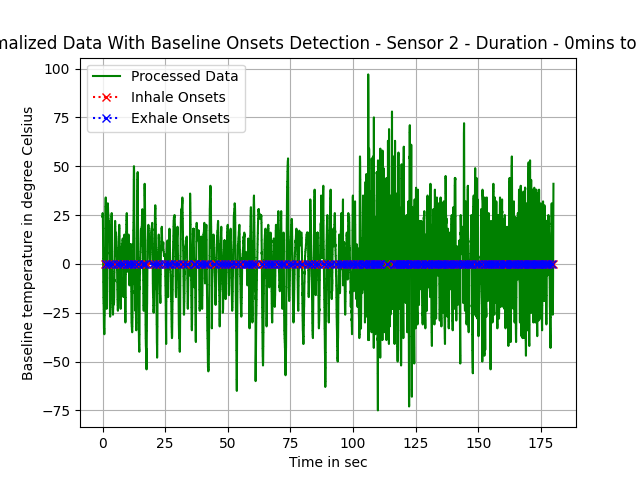 malized Data With Baseline Onsets Detection - Sensor 2 - Duration - 0mins to
Processed Data
Inhale Onsets
Exhale Onsets
100
75
50
25
0
−25
−50
−75
Baseline temperature in degree Celsius
0 25 50 75 100 125 150 175
Time in sec